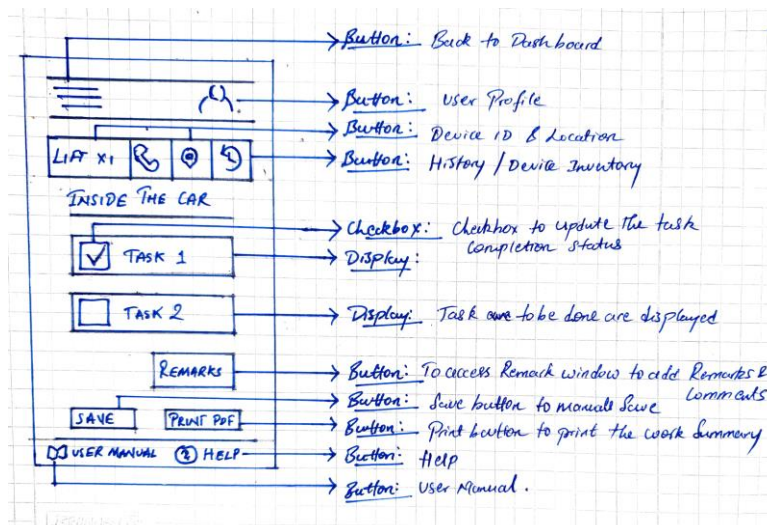 Button: Back to Dashboard
Button: User Profile
Button: Device ID & Location
LIFT X1
Button: History / Device Inventory
INSIDE THE CAR
Checkbox: Checkbox to update the task
completion status
TASK 1
Display:
TASK 2
Display: Task are to be done are displayed
REMARKS
Button: To access Remark window to add Remarks &
Comments
Button: Save button to manuals Save
SAVE
PRINT PDF
Button: Print button to print the work Summary
USER MANUAL
? HELP
Button: Help
Button: User Manual.